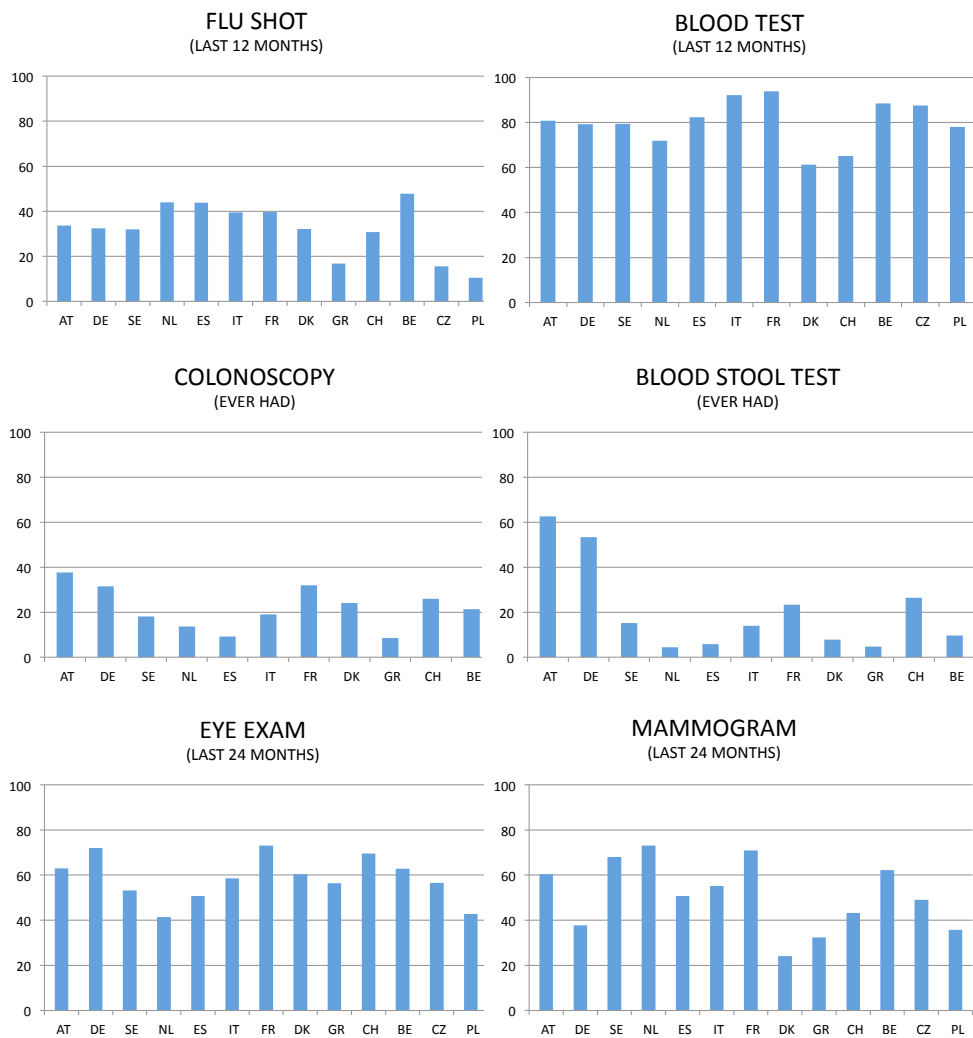 FLU SHOT
(LAST 12 MONTHS)
100
80
60
40
20
0
AT DE SE NL ES IT FR DK GR CH BE CZ PL
BLOOD TEST
(LAST 12 MONTHS)
100
80
60
40
20
0
AT DE SE NL ES IT FR DK CH BE CZ PL
COLONOSCOPY
(EVER HAD)
100
80
60
40
20
0
AT DE SE NL ES IT FR DK GR CH BE
BLOOD STOOL TEST
(EVER HAD)
100
80
60
40
20
0
AT DE SE NL ES IT FR DK GR CH BE
EYE EXAM
(LAST 24 MONTHS)
100
80
60
40
20
0
AT DE SE NL ES IT FR DK GR CH BE CZ PL
MAMMOGRAM
(LAST 24 MONTHS)
100
80
60
40
20
0
AT DE SE NL ES IT FR DK GR CH BE CZ PL